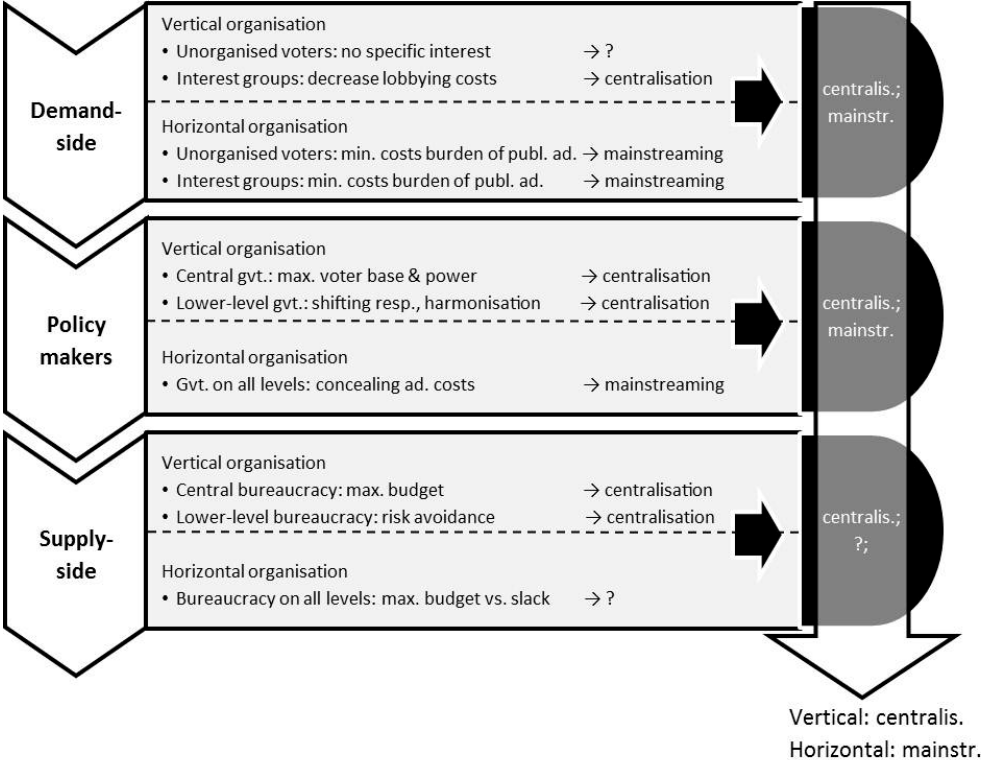 Demand-
side
Vertical organisation
• Unorganised voters: no specific interest → ?
• Interest groups: decrease lobbying costs → centralisation
Horizontal organisation
• Unorganised voters: min. costs burden of publ. ad. → mainstreaming
• Interest groups: min. costs burden of publ. ad. → mainstreaming
centralis.;
mainstr.
Policy
makers
Vertical organisation
• Central gvt.: max. voter base & power → centralisation
• Lower-level gvt.: shifting resp., harmonisation → centralisation
Horizontal organisation
• Gvt. on all levels: concealing ad. costs → mainstreaming
centralis.;
mainstr.
Supply-
side
Vertical organisation
• Central bureaucracy: max. budget → centralisation
• Lower-level bureaucracy: risk avoidance → centralisation
Horizontal organisation
• Bureaucracy on all levels: max. budget vs. slack → ?
centralis.;
?;
Vertical: centralis.
Horizontal: mainstr.